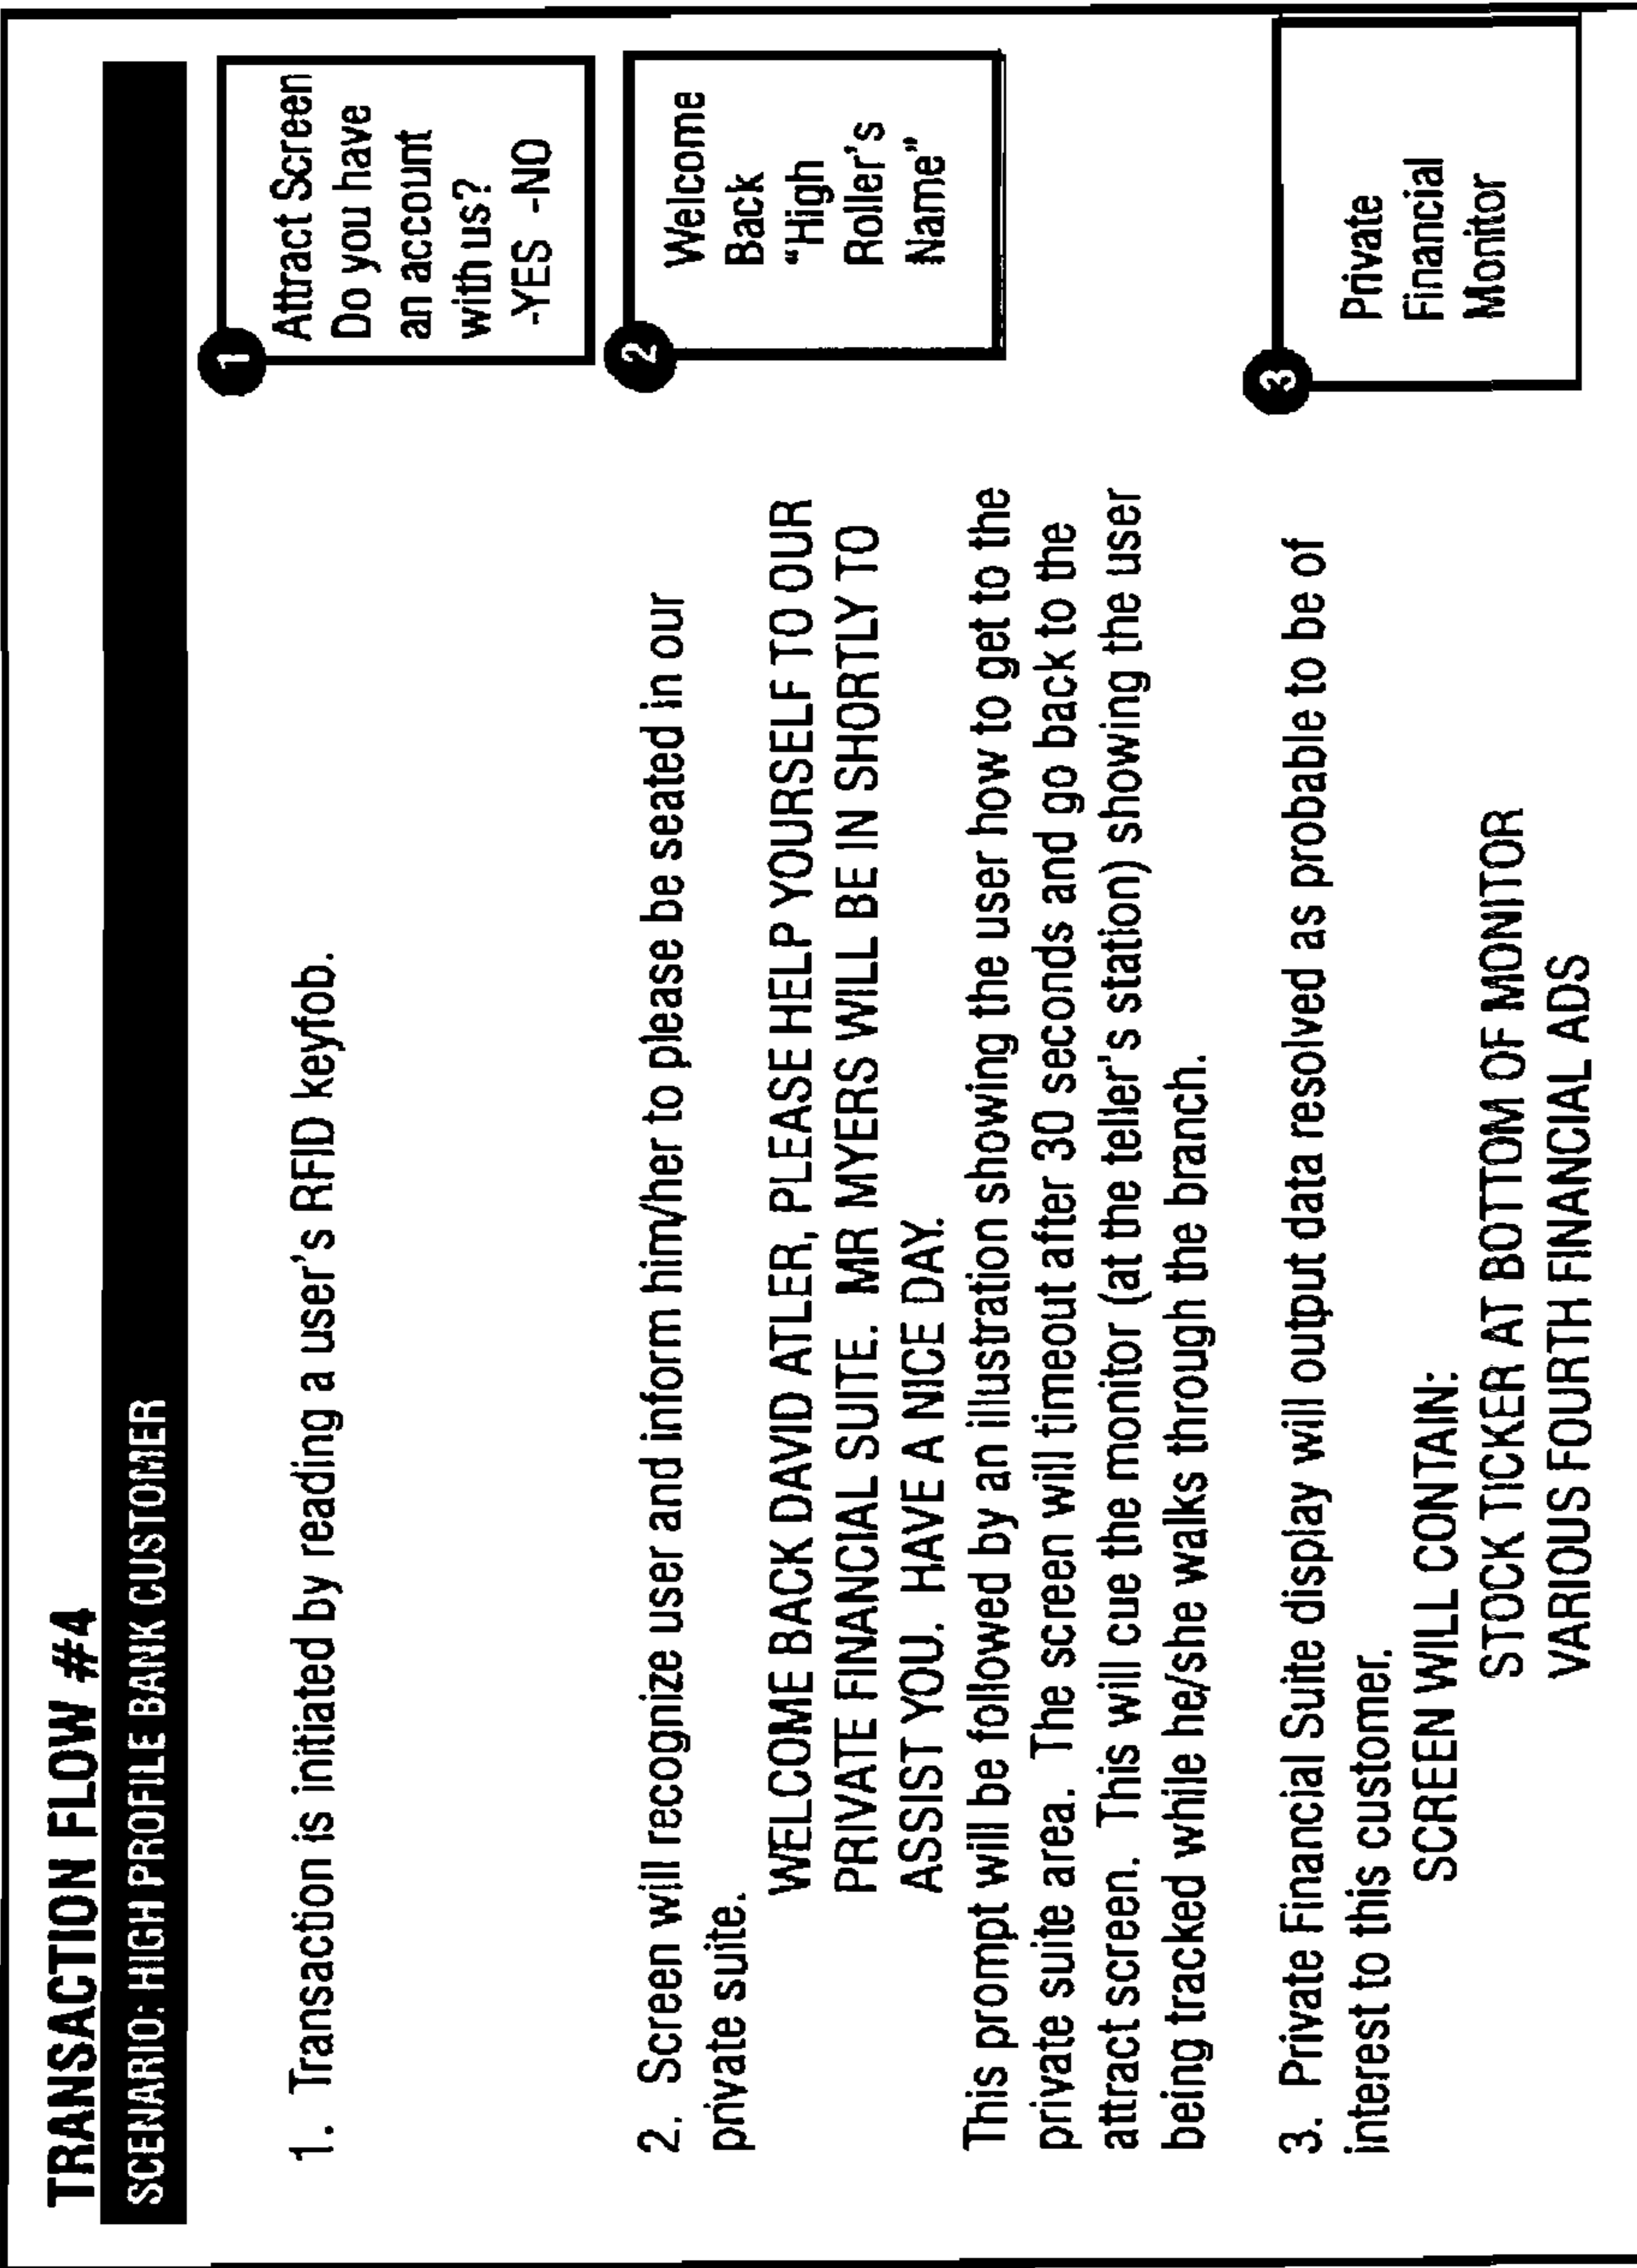 TRANSACTION FLOW #4
SCENARIO: HIGH PROFILE BANK CUSTOMER
1. Transaction is initiated by reading a user's RFID keyfob.
1
Attract Screen
Do you have
an account
with us?
-YES -NO
2. Screen will recognize user and inform him/her to please be seated in our
private suite.
WELCOME BACK DAVID ATLER, PLEASE HELP YOURSELF TO OUR
PRIVATE FINANCIAL SUITE. MR MYERS WILL BE IN SHORTLY TO
ASSIST YOU. HAVE A NICE DAY.
This prompt will be followed by an illustration showing the user how to get to the
private suite area. The screen will timeout after 30 seconds and go back to the
attract screen. This will cue the monitor (at the teller's station) showing the user
being tracked while he/she walks through the branch.
2
Welcome
Back
"High
Roller's
Name"
3. Private Financial Suite display will output data resolved as probable to be of
interest to this customer.
SCREEN WILL CONTAIN:
STOCK TICKER AT BOTTOM OF MONITOR
VARIOUS FOURTH FINANCIAL ADS
3
Private
Financial
Monitor